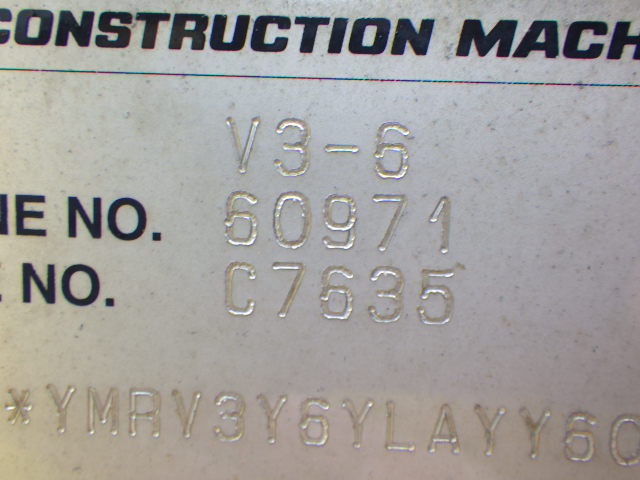 CONSTRUCTION MACH
V3-6
NE NO. 60971
E NO. C7635
*YMRV3Y6YLAYY60